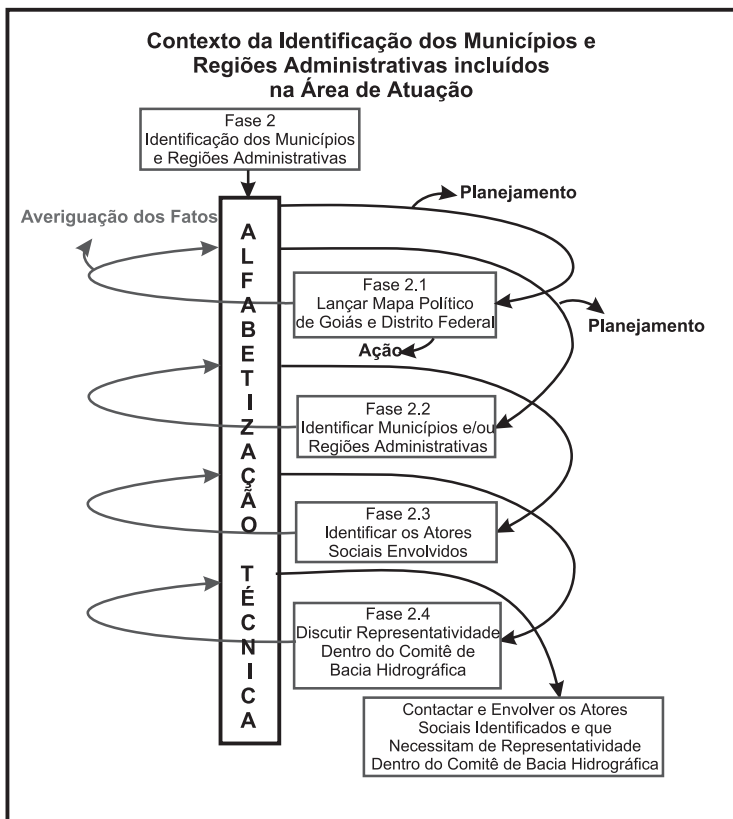 Contexto da Identificação dos Municípios e
Regiões Administrativas incluídos
na Área de Atuação
Fase 2
Identificação dos Municípios
e Regiões Administrativas
Planejamento
Averiguação dos Fatos
ALFABETIZAÇÃO TÉCNICA
Fase 2.1
Lançar Mapa Político
de Goiás e Distrito Federal
Planejamento
Ação
Fase 2.2
Identificar Municípios e/ou
Regiões Administrativas
Fase 2.3
Identificar os Atores
Sociais Envolvidos
Fase 2.4
Discutir Representatividade
Dentro do Comitê de
Bacia Hidrográfica
Contactar e Envolver os Atores
Sociais Identificados e que
Necessitam de Representatividade
Dentro do Comitê de Bacia Hidrográfica